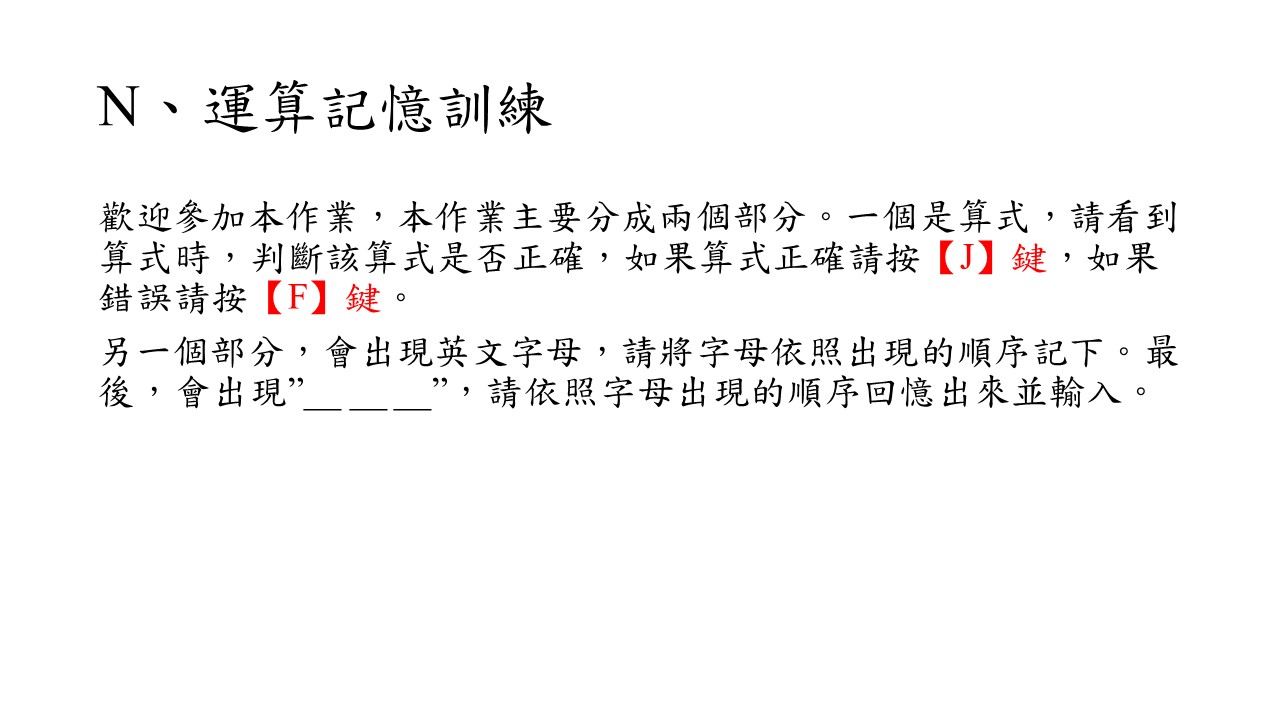 N、運算記憶訓練
歡迎參加本作業，本作業主要分成兩個部分。一個是算式，請看到
算式時，判斷該算式是否正確，如果算式正確請按【J】鍵，如果
錯誤請按【F】鍵。
另一個部分，會出現英文字母，請將字母依照出現的順序記下。最
後，會出現”__ __ __”，請依照字母出現的順序回憶出來並輸入。